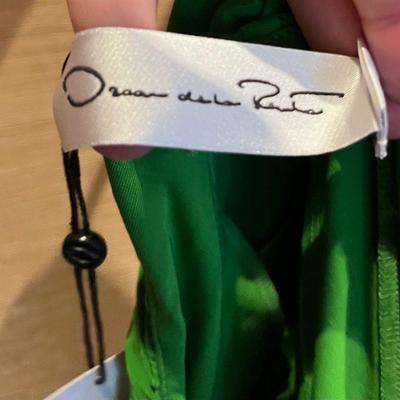 Oscar de la Renta